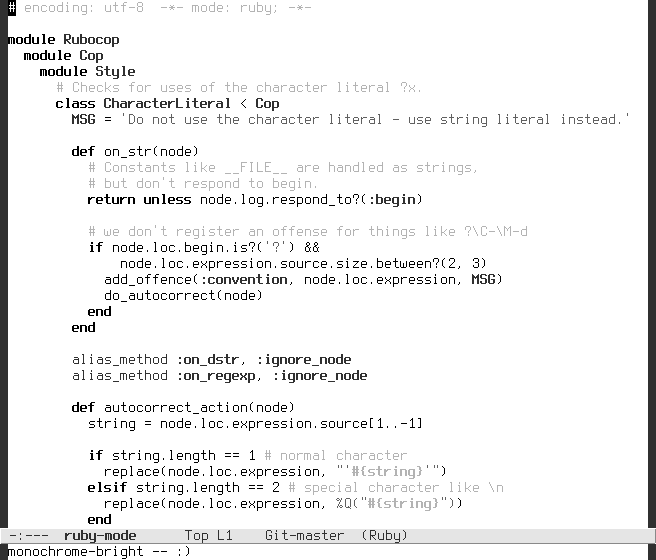 # encoding: utf-8  -*- mode: ruby; -*-

module Rubocop
  module Cop
    module Style
      # Checks for uses of the character literal ?x.
      class CharacterLiteral < Cop
        MSG = 'Do not use the character literal - use string literal instead.'

        def on_str(node)
          # Constants like __FILE__ are handled as strings,
          # but don't respond to begin.
          return unless node.log.respond_to?(:begin)

          # we don't register an offense for things like ?\C-\M-d
          if node.loc.begin.is?('?') &&
              node.loc.expression.source.size.between?(2, 3)
            add_offence(:convention, node.loc.expression, MSG)
            do_autocorrect(node)
          end
        end

        alias_method :on_dstr, :ignore_node
        alias_method :on_regexp, :ignore_node

        def autocorrect_action(node)
          string = node.loc.expression.source[1..-1]

          if string.length == 1 # normal character
            replace(node.loc.expression, "'#{string}'")
          elsif string.length == 2 # special character like \n
            replace(node.loc.expression, %Q("#{string}"))
          end
-:---  ruby-mode      Top L1    Git-master  (Ruby)
monochrome-bright -- :)